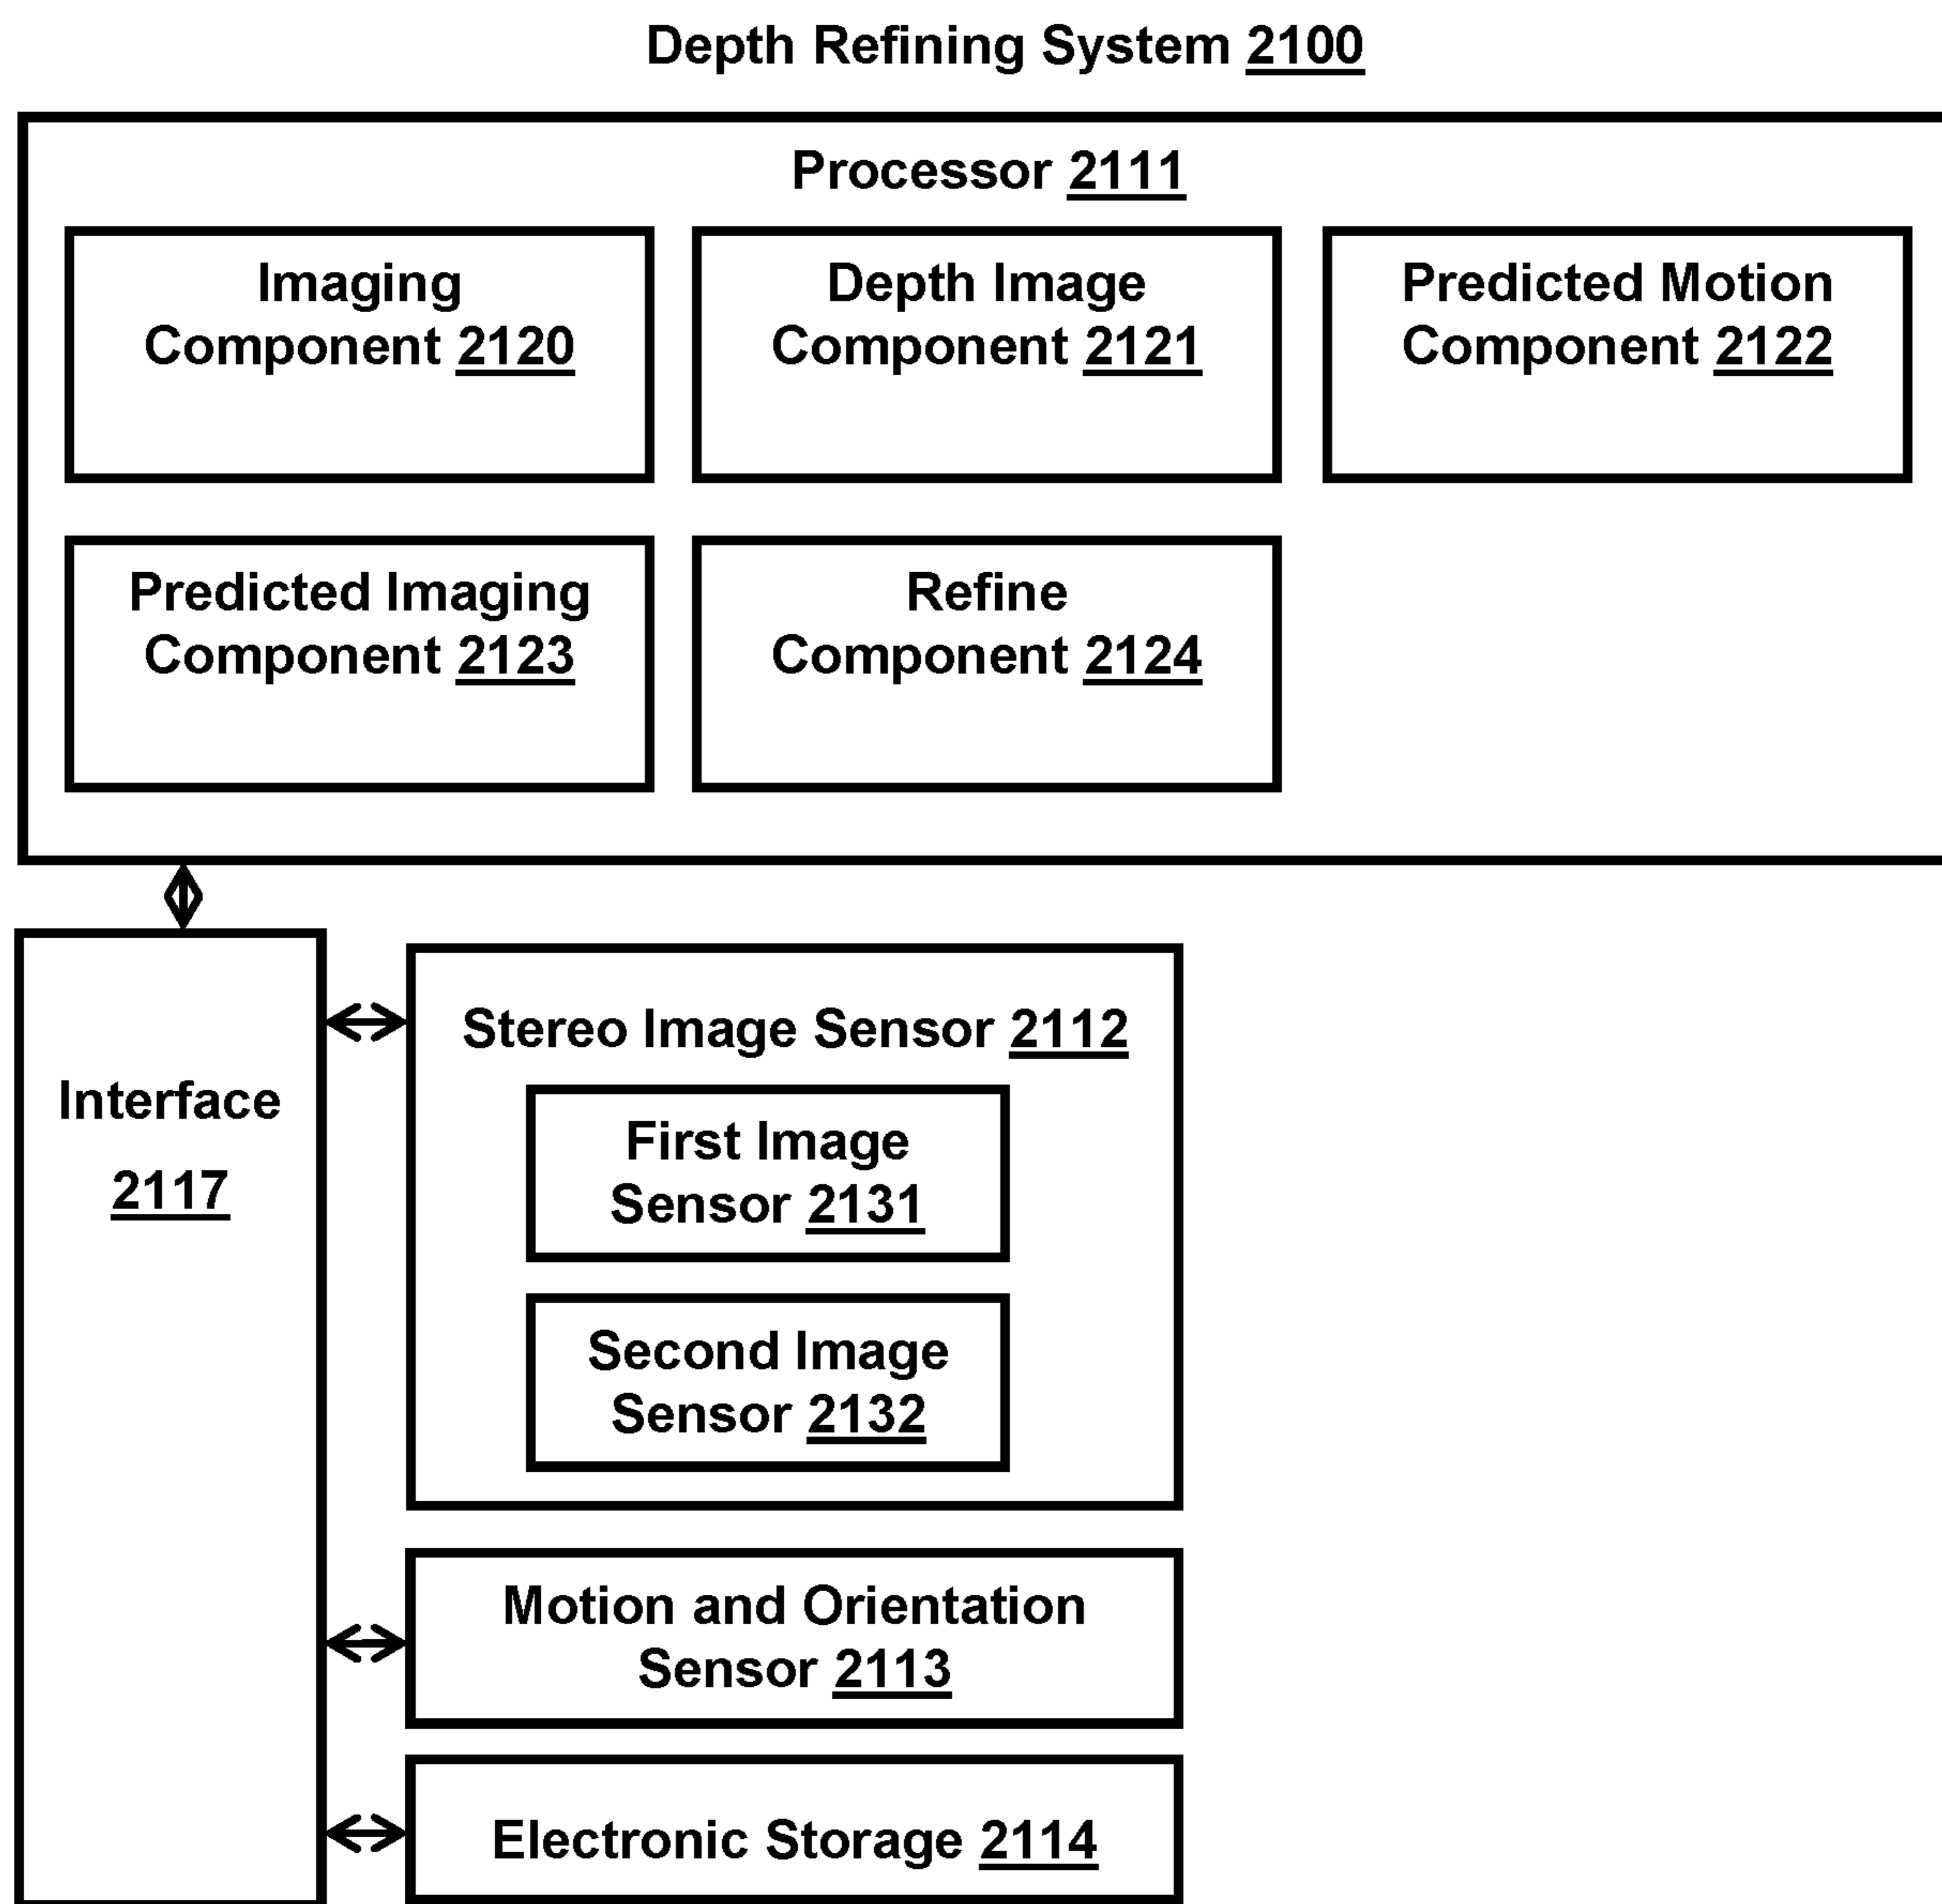 Depth Refining System 2100
Processor 2111
Imaging
Component 2120
Depth Image
Component 2121
Predicted Motion
Component 2122
Predicted Imaging
Component 2123
Refine
Component 2124
Interface
2117
Stereo Image Sensor 2112
First Image
Sensor 2131
Second Image
Sensor 2132
Motion and Orientation
Sensor 2113
Electronic Storage 2114